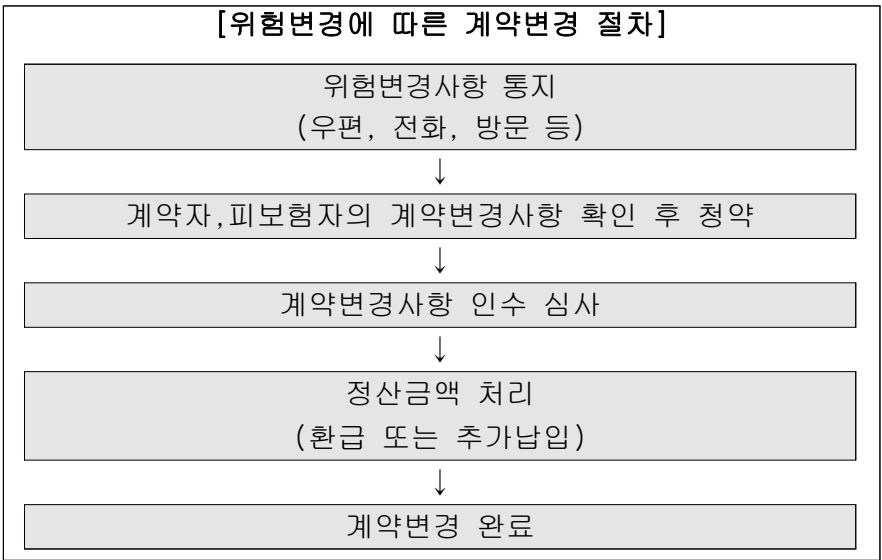 [위험변경에 따른 계약변경 절차]
위험변경사항 통지
(우편, 전화, 방문 등)
↓
계약자,피보험자의 계약변경사항 확인 후 청약
↓
계약변경사항 인수 심사
↓
정산금액 처리
(환급 또는 추가납입)
↓
계약변경 완료